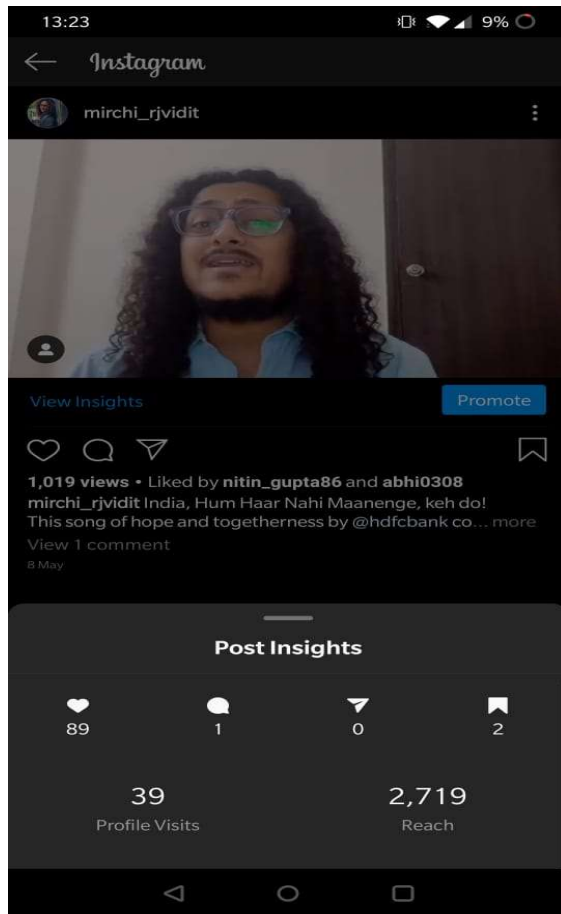 13:23 9%
Instagram
mirchi_rjvidit
View Insights Promote
1,019 views • Liked by nitin_gupta86 and abhi0308
mirchi_rjvidit India, Hum Haar Nahi Maanenge, keh do!
This song of hope and togetherness by @hdfcbank co... more
View 1 comment
8 May
Post Insights
89 1 0 2
39 2,719
Profile Visits Reach